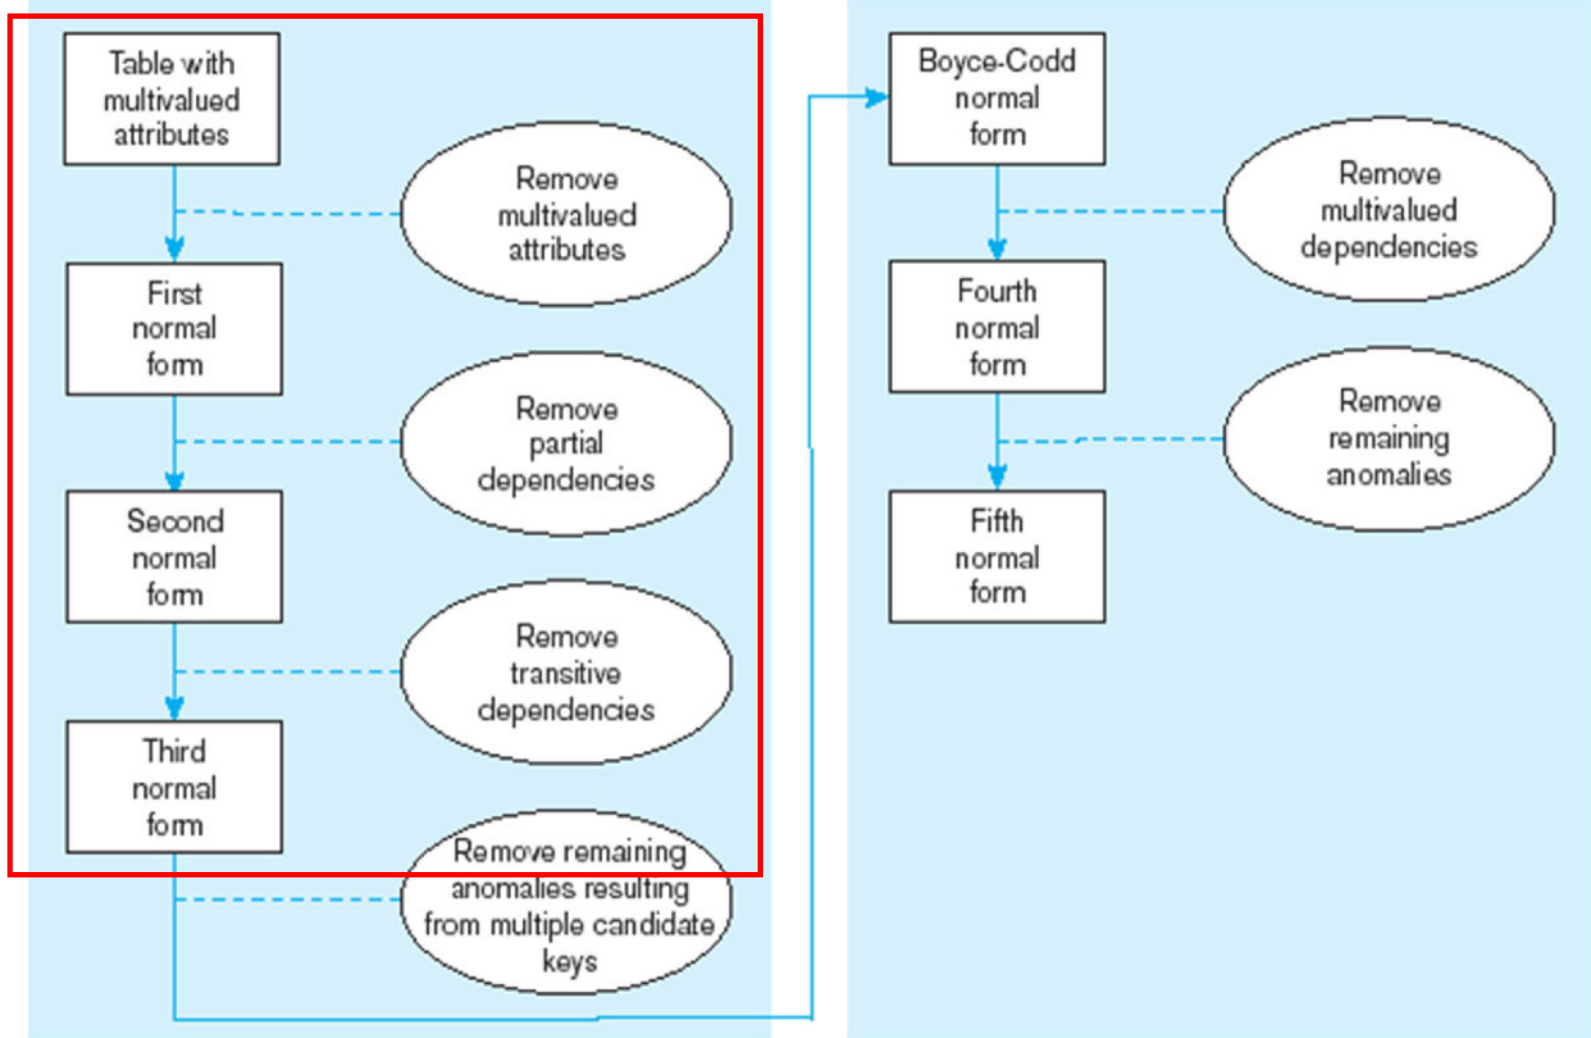 Table with
multivalued
attributes
Remove
multivalued
attributes
First
normal
form
Remove
partial
dependencies
Second
normal
form
Remove
transitive
dependencies
Third
normal
form
Remove remaining
anomalies resulting
from multiple candidate
keys
Boyce-Codd
normal
form
Remove
multivalued
dependencies
Fourth
normal
form
Remove
remaining
anomalies
Fifth
normal
form